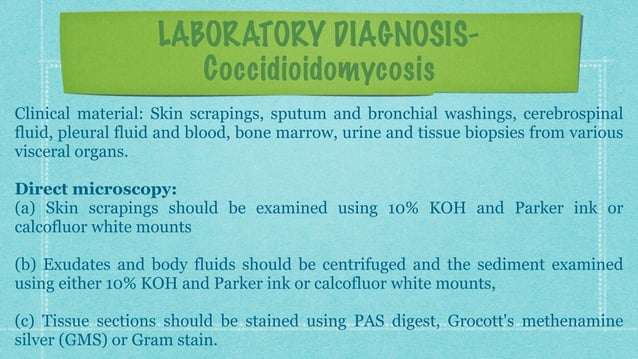 LABORATORY DIAGNOSIS-
Coccidioidomycosis
Clinical material: Skin scrapings, sputum and bronchial washings, cerebrospinal
fluid, pleural fluid and blood, bone marrow, urine and tissue biopsies from various
visceral organs.
Direct microscopy:
(a) Skin scrapings should be examined using 10% KOH and Parker ink or
calcofluor white mounts
(b) Exudates and body fluids should be centrifuged and the sediment examined
using either 10% KOH and Parker ink or calcofluor white mounts,
(c) Tissue sections should be stained using PAS digest, Grocott's methenamine
silver (GMS) or Gram stain.